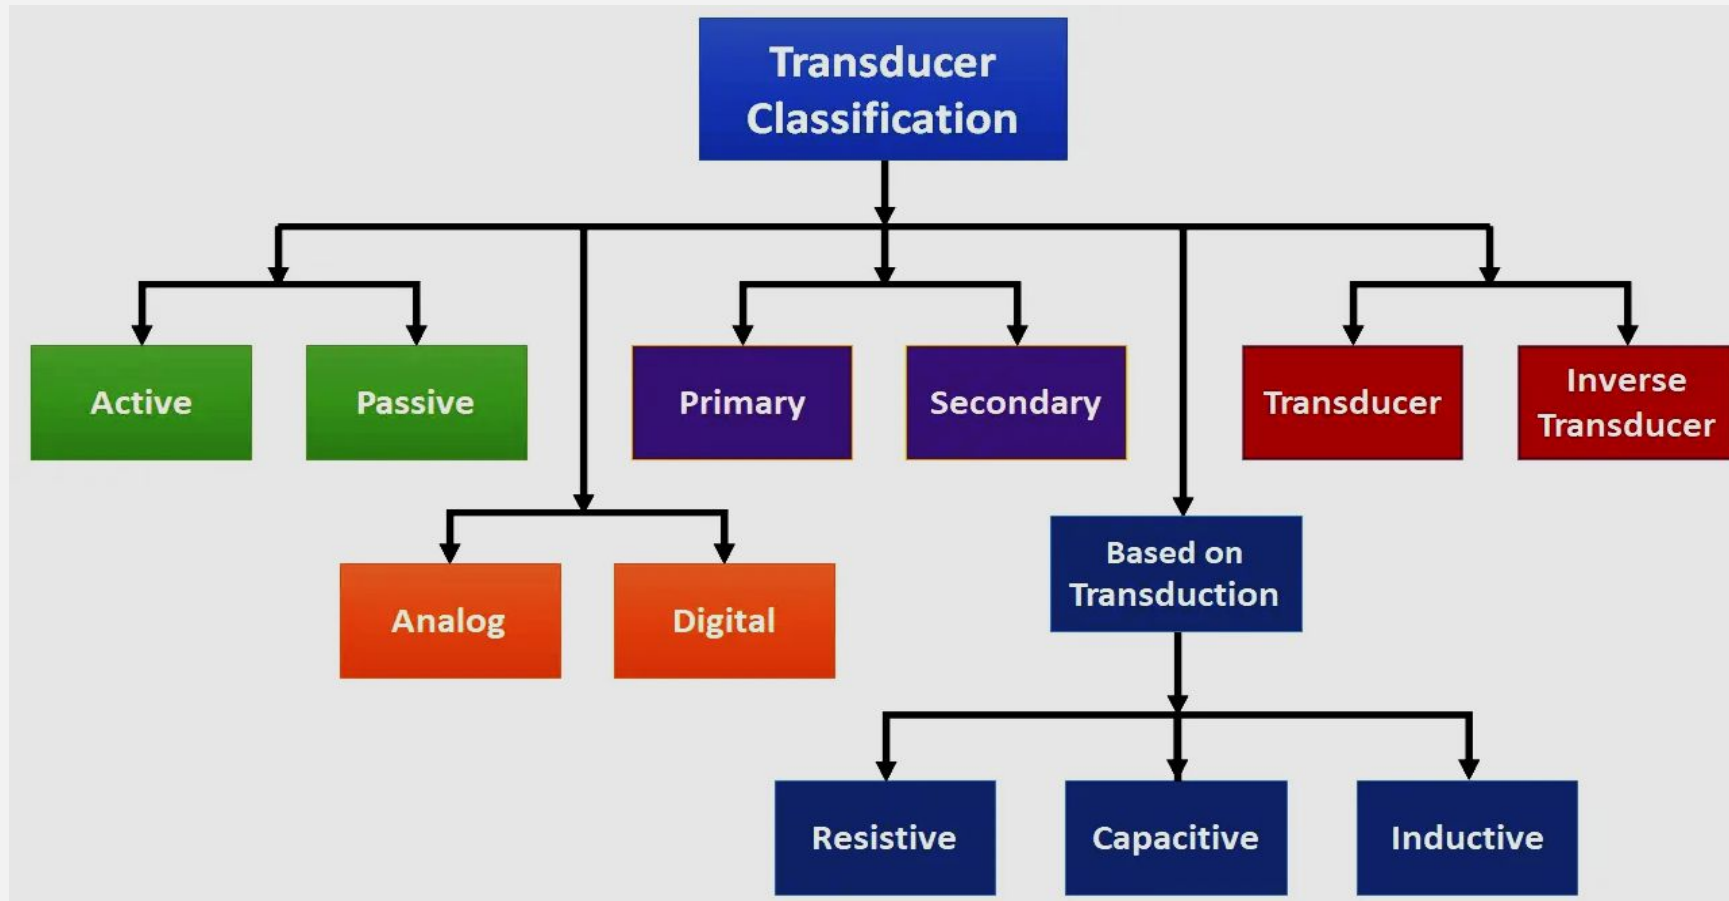 Transducer
Classification
Active
Passive
Primary
Secondary
Transducer
Inverse
Transducer
Analog
Digital
Based on
Transduction
Resistive
Capacitive
Inductive